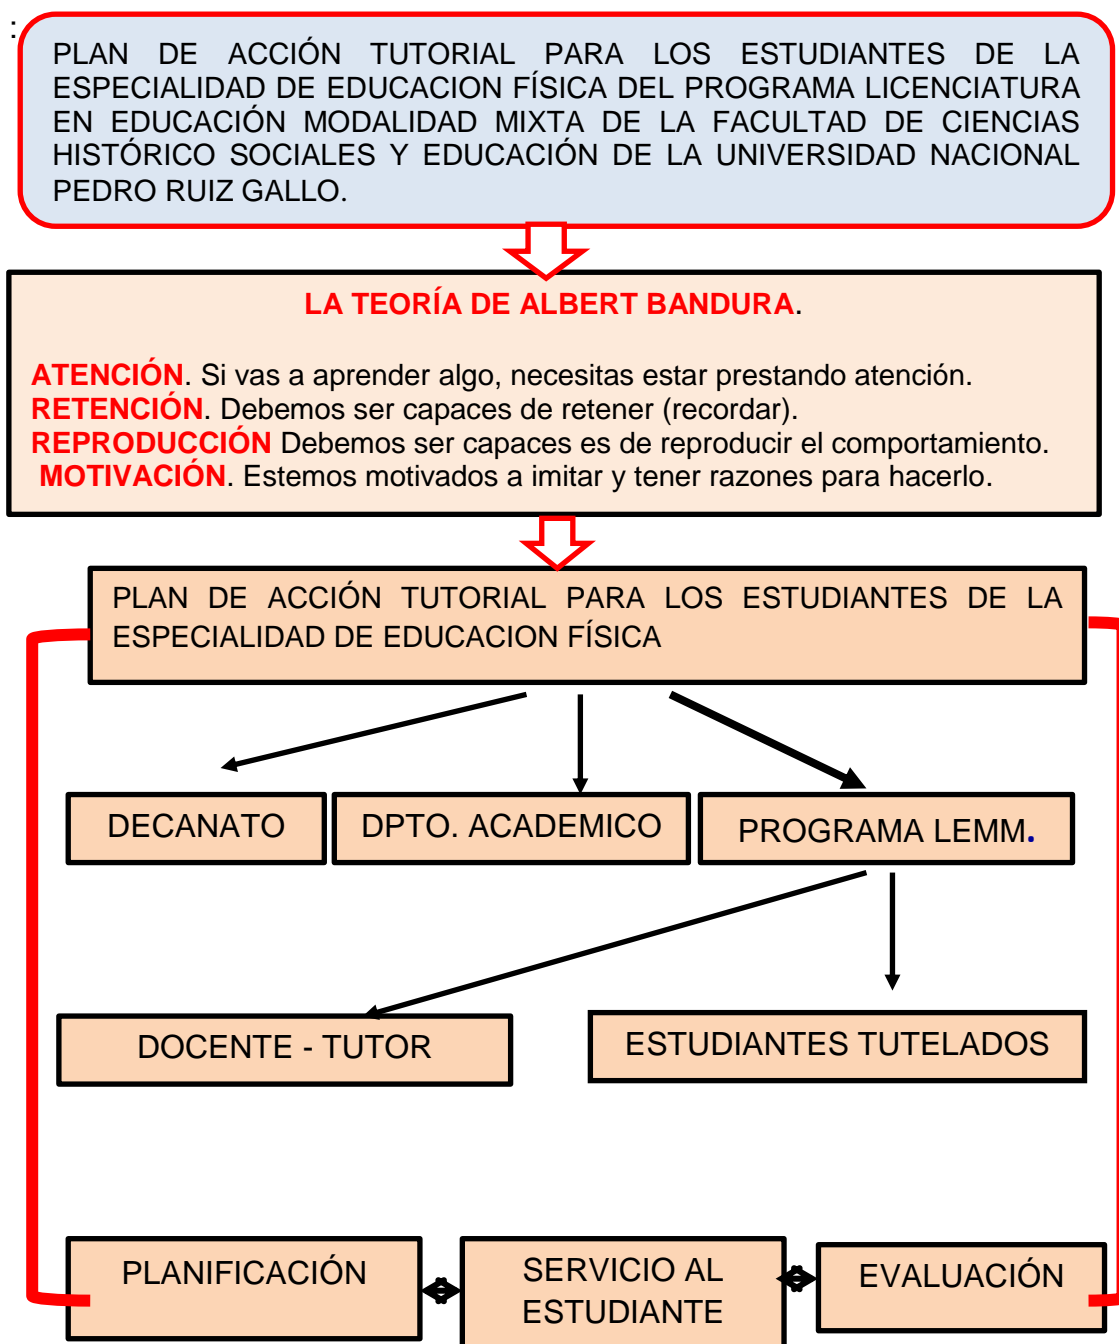 :
PLAN DE ACCIÓN TUTORIAL PARA LOS ESTUDIANTES DE LA
ESPECIALIDAD DE EDUCACION FÍSICA DEL PROGRAMA LICENCIATURA
EN EDUCACIÓN MODALIDAD MIXTA DE LA FACULTAD DE CIENCIAS
HISTÓRICO SOCIALES Y EDUCACIÓN DE LA UNIVERSIDAD NACIONAL
PEDRO RUIZ GALLO.
LA TEORÍA DE ALBERT BANDURA.
ATENCIÓN. Si vas a aprender algo, necesitas estar prestando atención.
RETENCIÓN. Debemos ser capaces de retener (recordar).
REPRODUCCIÓN Debemos ser capaces es de reproducir el comportamiento.
MOTIVACIÓN. Estemos motivados a imitar y tener razones para hacerlo.
PLAN DE ACCIÓN TUTORIAL PARA LOS ESTUDIANTES DE LA
ESPECIALIDAD DE EDUCACION FÍSICA
DECANATO
DPTO. ACADEMICO
PROGRAMA LEMM.
DOCENTE - TUTOR
ESTUDIANTES TUTELADOS
PLANIFICACIÓN
SERVICIO AL
ESTUDIANTE
EVALUACIÓN